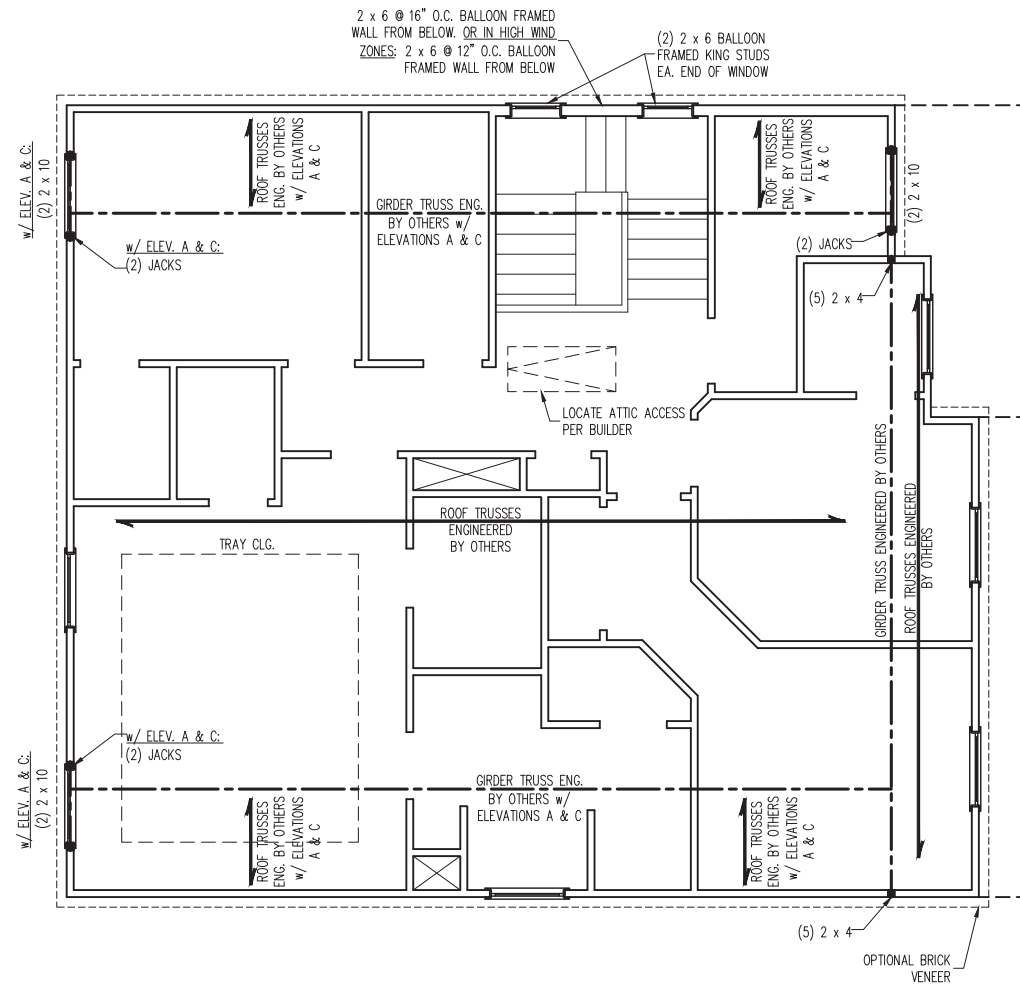 2 x 6 @ 16” O.C. BALLOON FRAMED
WALL FROM BELOW. OR IN HIGH WIND
ZONES: 2 x 6 @ 12” O.C. BALLOON
FRAMED WALL FROM BELOW
(2) 2 x 6 BALLOON
FRAMED KING STUDS
EA. END OF WINDOW
w/ ELEV. A & C:
(2) 2 x 10
ROOF TRUSSES
ENG. BY OTHERS
w/ ELEVATIONS
A & C
GIRDER TRUSS ENG.
BY OTHERS w/
ELEVATIONS A & C
ROOF TRUSSES
ENG. BY OTHERS
w/ ELEVATIONS
A & C
(2) 2 x 10
w/ ELEV. A & C:
(2) JACKS
(2) JACKS
(5) 2 x 4
LOCATE ATTIC ACCESS
PER BUILDER
ROOF TRUSSES
ENGINEERED
BY OTHERS
TRAY CLG.
GIRDER TRUSS ENGINEERED BY OTHERS
ROOF TRUSSES ENGINEERED
BY OTHERS
w/ ELEV. A & C:
(2) JACKS
w/ ELEV. A & C:
(2) 2 x 10
GIRDER TRUSS ENG.
BY OTHERS w/
ELEVATIONS A & C
ROOF TRUSSES
ENG. BY OTHERS
w/ ELEVATIONS
A & C
ROOF TRUSSES
ENG. BY OTHERS
w/ ELEVATIONS
A & C
(5) 2 x 4
OPTIONAL BRICK
VENEER